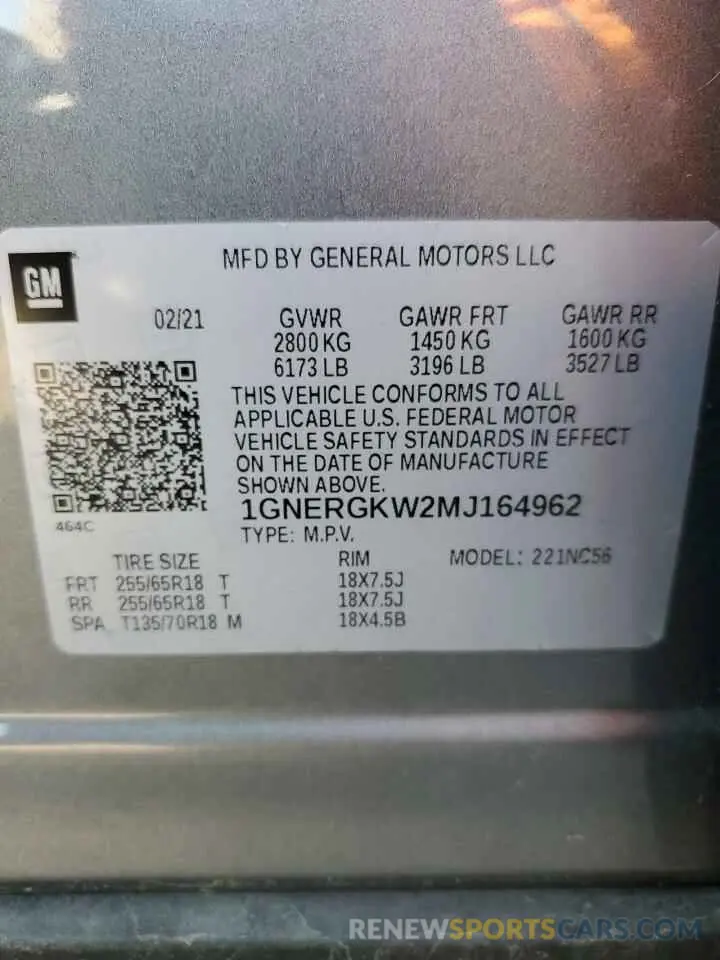 GM
MFD BY GENERAL MOTORS LLC
02/21 GVWR GAWR FRT GAWR RR
2800 KG 1450 KG 1600 KG
6173 LB 3196 LB 3527 LB
THIS VEHICLE CONFORMS TO ALL
APPLICABLE U.S. FEDERAL MOTOR
VEHICLE SAFETY STANDARDS IN EFFECT
ON THE DATE OF MANUFACTURE
SHOWN ABOVE.
464C
1GNERGKW2MJ164962
TYPE: M.P.V.
TIRE SIZE RIM MODEL: 221NC56
FRT 255/65R18 T 18X7.5J
RR 255/65R18 T 18X7.5J
SPA T135/70R18 M 18X4.5B
RENEWSPORTSCARS.COM